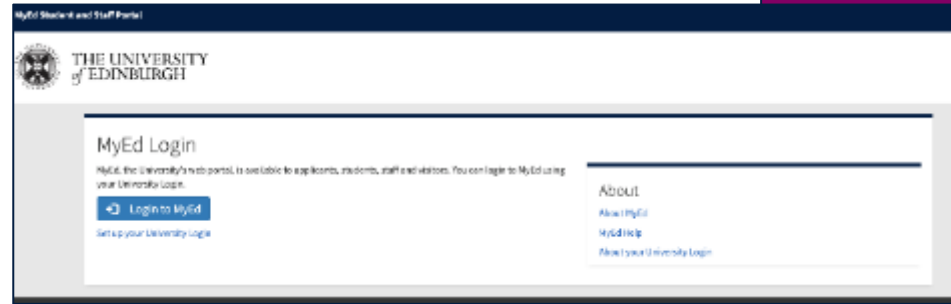 MyEd Student and Staff Portal
THE UNIVERSITY
of EDINBURGH
MyEd Login
MyEd, the University's web portal, is available to applicants, students, staff and visitors. You can login to MyEd using
your University Login.
Login to MyEd
Set up your University Login
About
About MyEd
MyEd Help
About your University Login